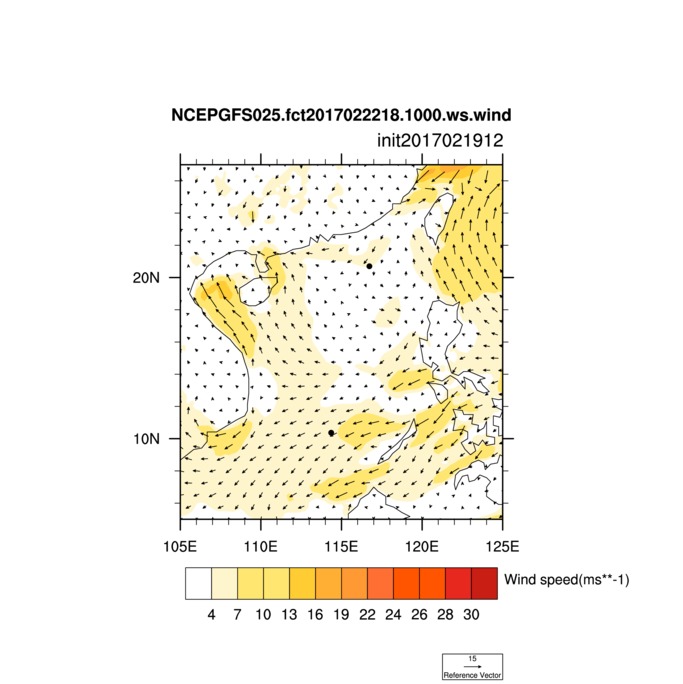 NCEPGFS025.fct2017022218.1000.ws.wind
init2017021912
20N
10N
105E 110E 115E 120E 125E
Wind speed(ms**-1)
4 7 10 13 16 19 22 24 26 28 30
15
Reference Vector